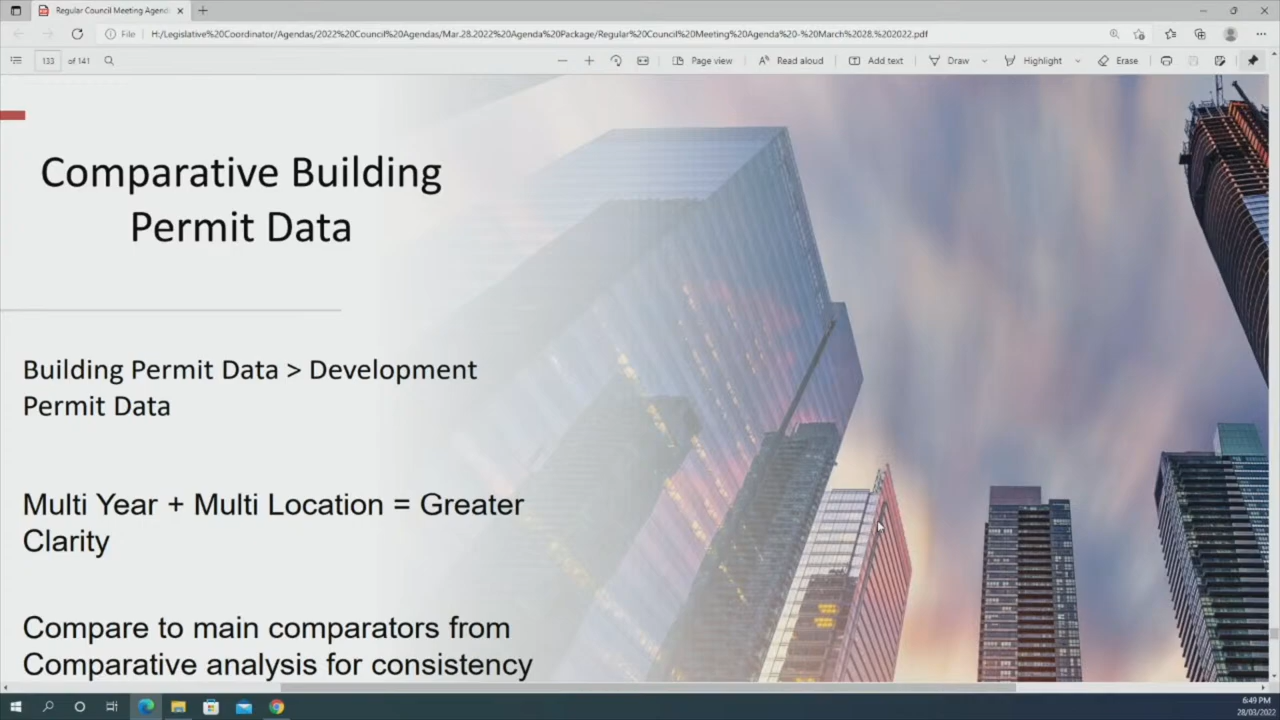 Regular Council Meeting Agend
File
H:/Legislative%20Coordinator/Agendas/2022%20Council%20Agendas/Mar.28.2022%20Agenda%20Package/Regular%20Council%20Meeting%20Agenda%20-%20March%2028,%202022.pdf
133 of 141
Page view
Read aloud
Add text
Draw
Highlight
Erase
Comparative Building
Permit Data
Building Permit Data > Development
Permit Data
Multi Year + Multi Location = Greater
Clarity
Compare to main comparators from
Comparative analysis for consistency
6:49 PM
28/03/2022